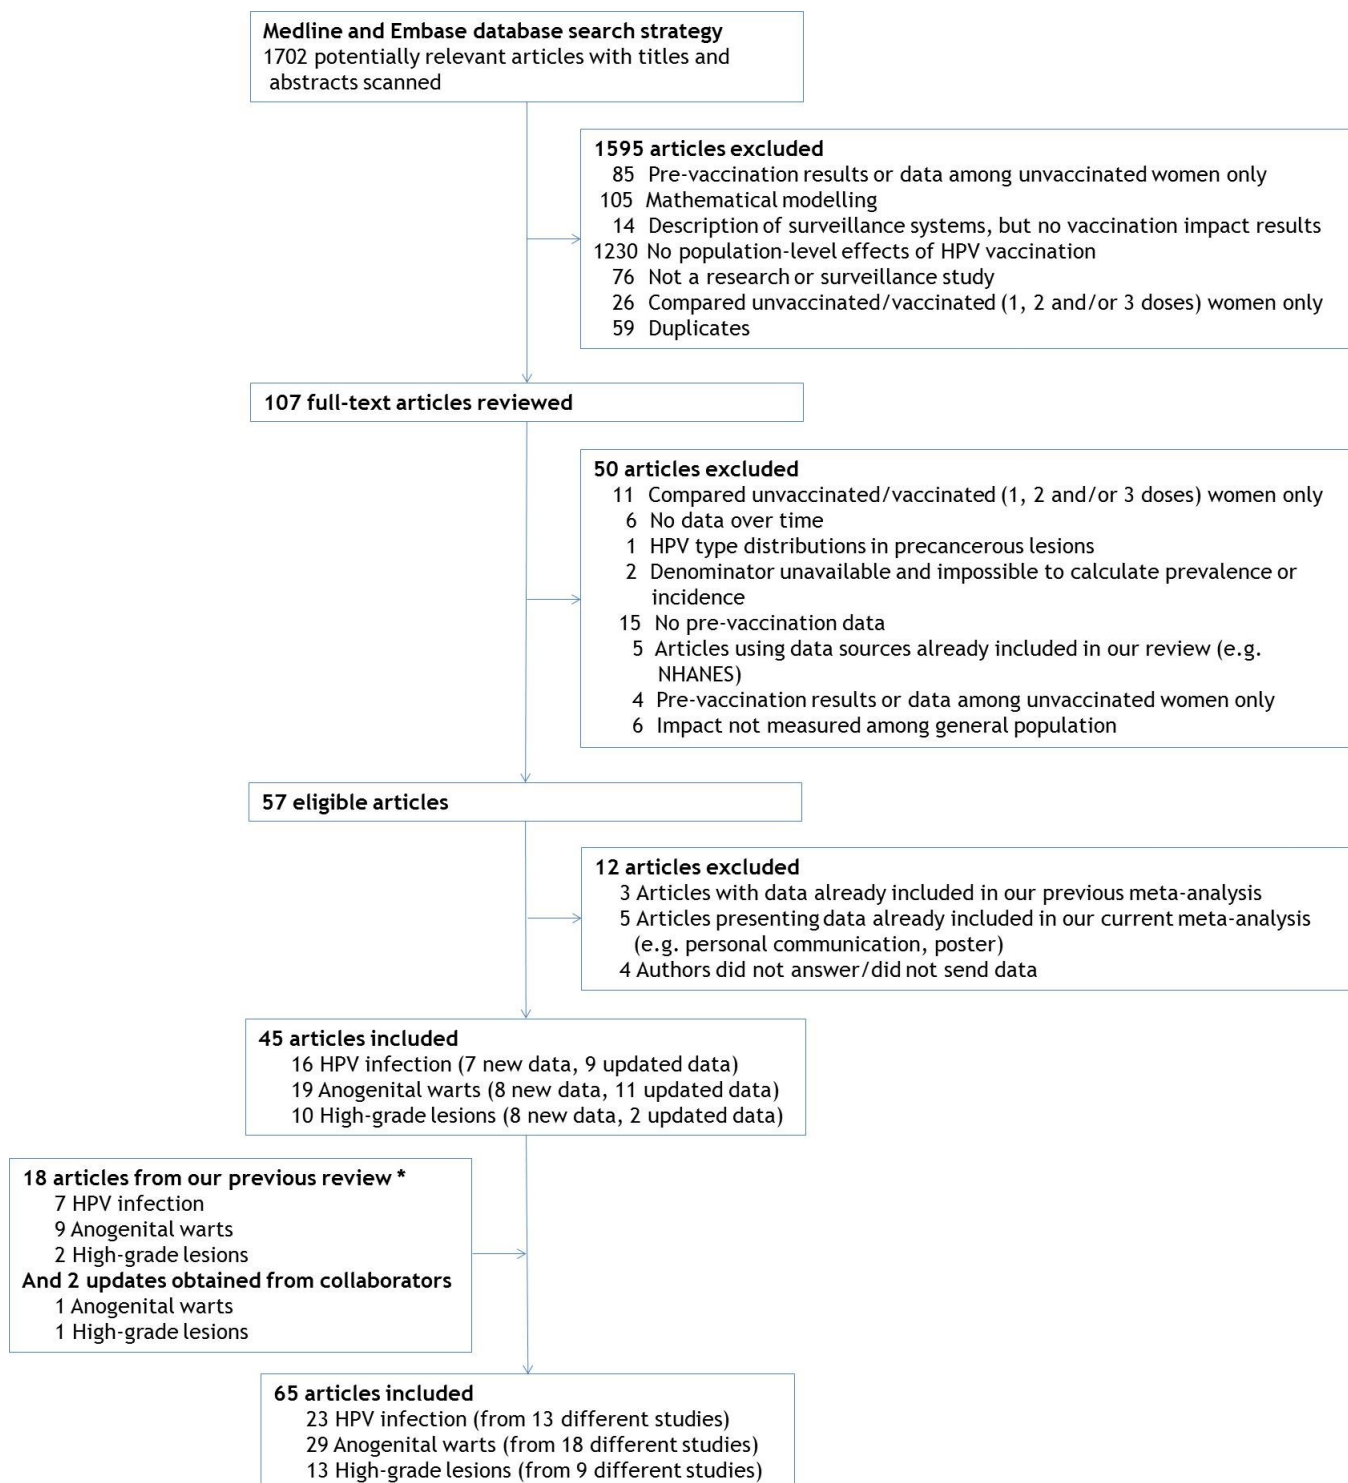 Medline and Embase database search strategy
1702 potentially relevant articles with titles and
abstracts scanned
1595 articles excluded
85 Pre-vaccination results or data among unvaccinated women only
105 Mathematical modelling
14 Description of surveillance systems, but no vaccination impact results
1230 No population-level effects of HPV vaccination
76 Not a research or surveillance study
26 Compared unvaccinated/vaccinated (1, 2 and/or 3 doses) women only
59 Duplicates
107 full-text articles reviewed
50 articles excluded
11 Compared unvaccinated/vaccinated (1, 2 and/or 3 doses) women only
6 No data over time
1 HPV type distributions in precancerous lesions
2 Denominator unavailable and impossible to calculate prevalence or
incidence
15 No pre-vaccination data
5 Articles using data sources already included in our review (e.g.
NHANES)
4 Pre-vaccination results or data among unvaccinated women only
6 Impact not measured among general population
57 eligible articles
12 articles excluded
3 Articles with data already included in our previous meta-analysis
5 Articles presenting data already included in our current meta-analysis
(e.g. personal communication, poster)
4 Authors did not answer/did not send data
45 articles included
16 HPV infection (7 new data, 9 updated data)
19 Anogenital warts (8 new data, 11 updated data)
10 High-grade lesions (8 new data, 2 updated data)
18 articles from our previous review *
7 HPV infection
9 Anogenital warts
2 High-grade lesions
And 2 updates obtained from collaborators
1 Anogenital warts
1 High-grade lesions
65 articles included
23 HPV infection (from 13 different studies)
29 Anogenital warts (from 18 different studies)
13 High-grade lesions (from 9 different studies)